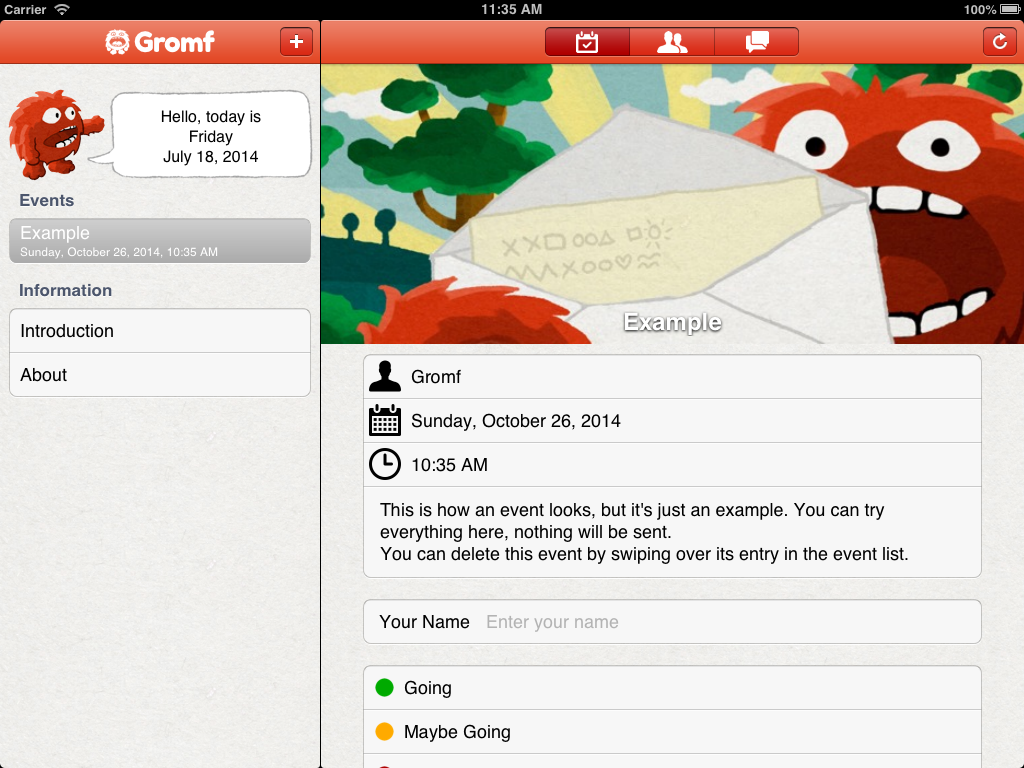 Carrier 11:35 AM 100%
Gromf
Hello, today is
Friday
July 18, 2014
Events
Example
Sunday, October 26, 2014, 10:35 AM
Information
Introduction
About
Example
Gromf
Sunday, October 26, 2014
10:35 AM
This is how an event looks, but it's just an example. You can try
everything here, nothing will be sent.
You can delete this event by swiping over its entry in the event list.
Your Name Enter your name
Going
Maybe Going